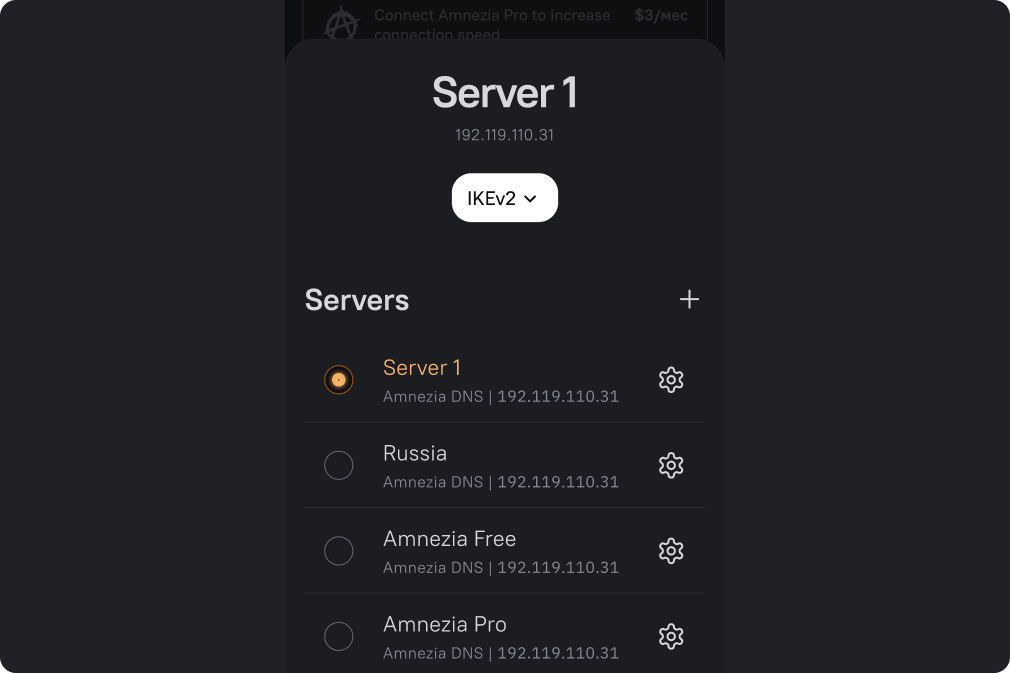 Connect Amnezia Pro to increase $3/мес
connection speed
Server 1
192.119.110.31
IKEv2
Servers
Server 1
Amnezia DNS | 192.119.110.31
Russia
Amnezia DNS | 192.119.110.31
Amnezia Free
Amnezia DNS | 192.119.110.31
Amnezia Pro
Amnezia DNS | 192.119.110.31